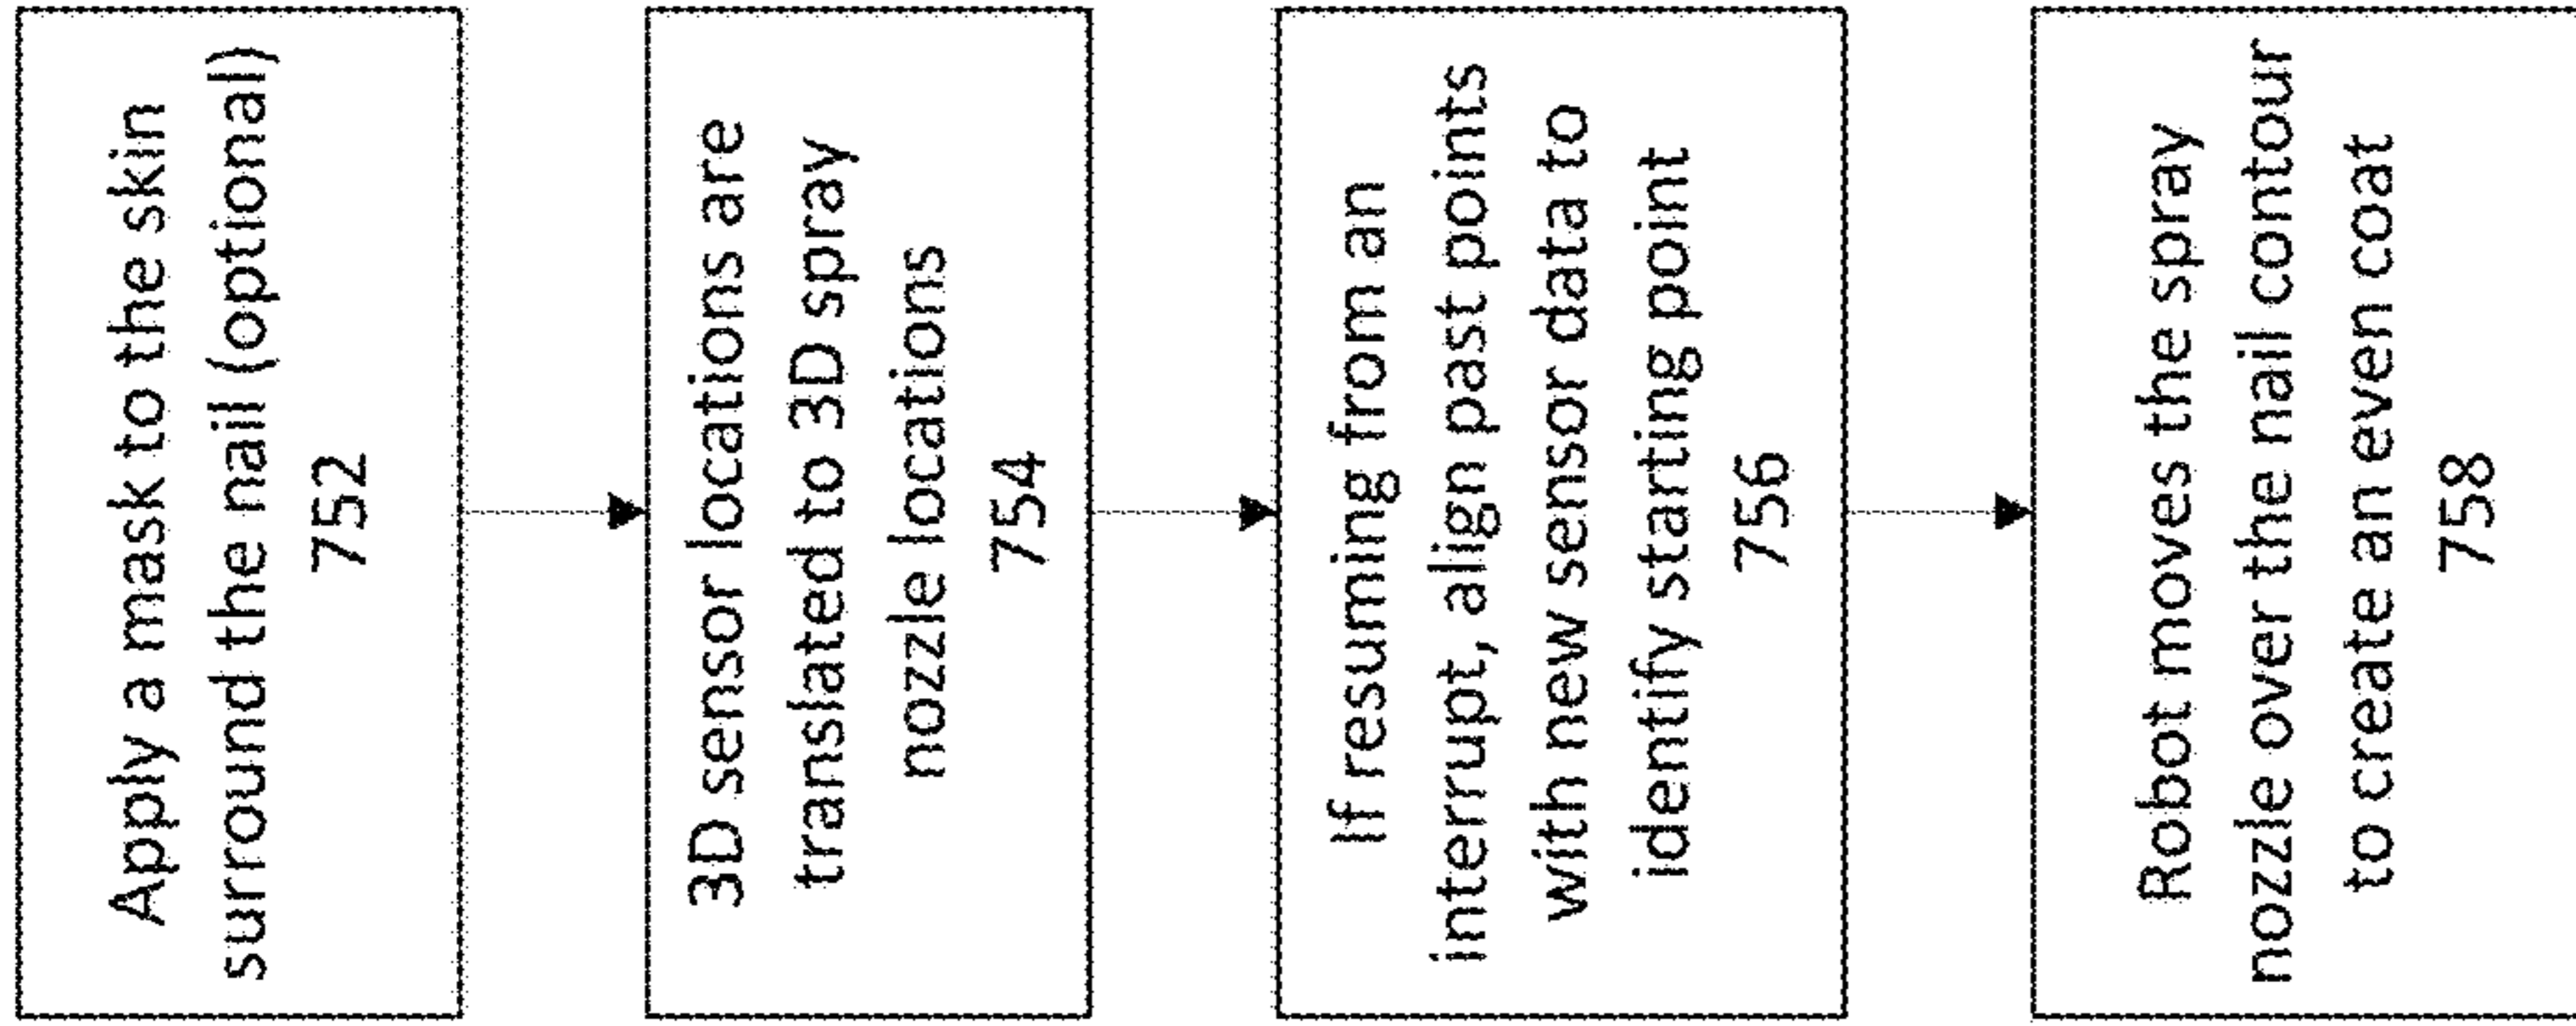 Apply a mask to the skin
surround the nail (optional)
752
3D sensor locations are
translated to 3D spray
nozzle locations
754
If resuming from an
interrupt, align past points
with new sensor data to
identify starting point
756
Robot moves the spray
nozzle over the nail contour
to create an even coat
758